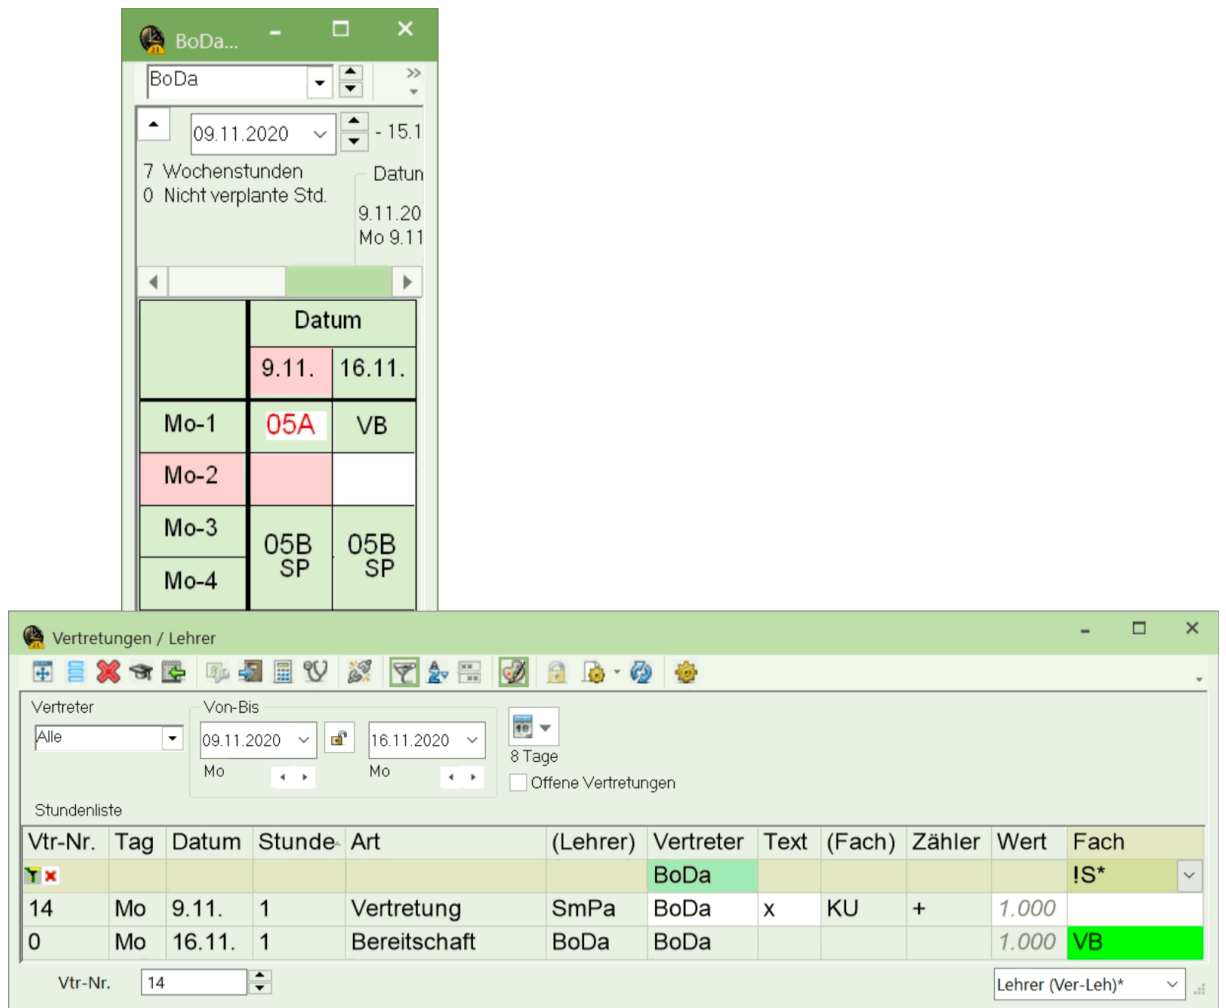 BoDa...
BoDa
09.11.2020 - 15.1
7 Wochenstunden
0 Nicht verplante Std.
Datun
9.11.20
Mo 9.11
Datum
9.11. 16.11.
Mo-1 05A VB
Mo-2
Mo-3
05B 05B
SP SP
Mo-4
Vertretungen / Lehrer
Vertreter Von-Bis
Alle 09.11.2020 16.11.2020
Mo Mo
8 Tage
Offene Vertretungen
Stundenliste
Vtr-Nr. Tag Datum Stunde Art (Lehrer) Vertreter Text (Fach) Zähler Wert Fach
BoDa !S*
14 Mo 9.11. 1 Vertretung SmPa BoDa x KU + 1.000
0 Mo 16.11. 1 Bereitschaft BoDa BoDa 1.000 VB
Vtr-Nr. 14 Lehrer (Ver-Leh)*